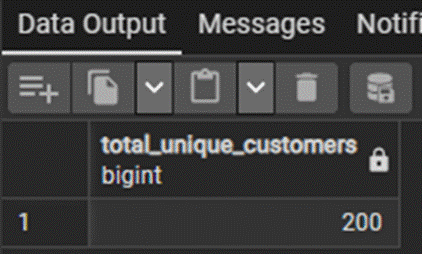 Data Output Messages Notifi
total_unique_customers
bigint
1 200